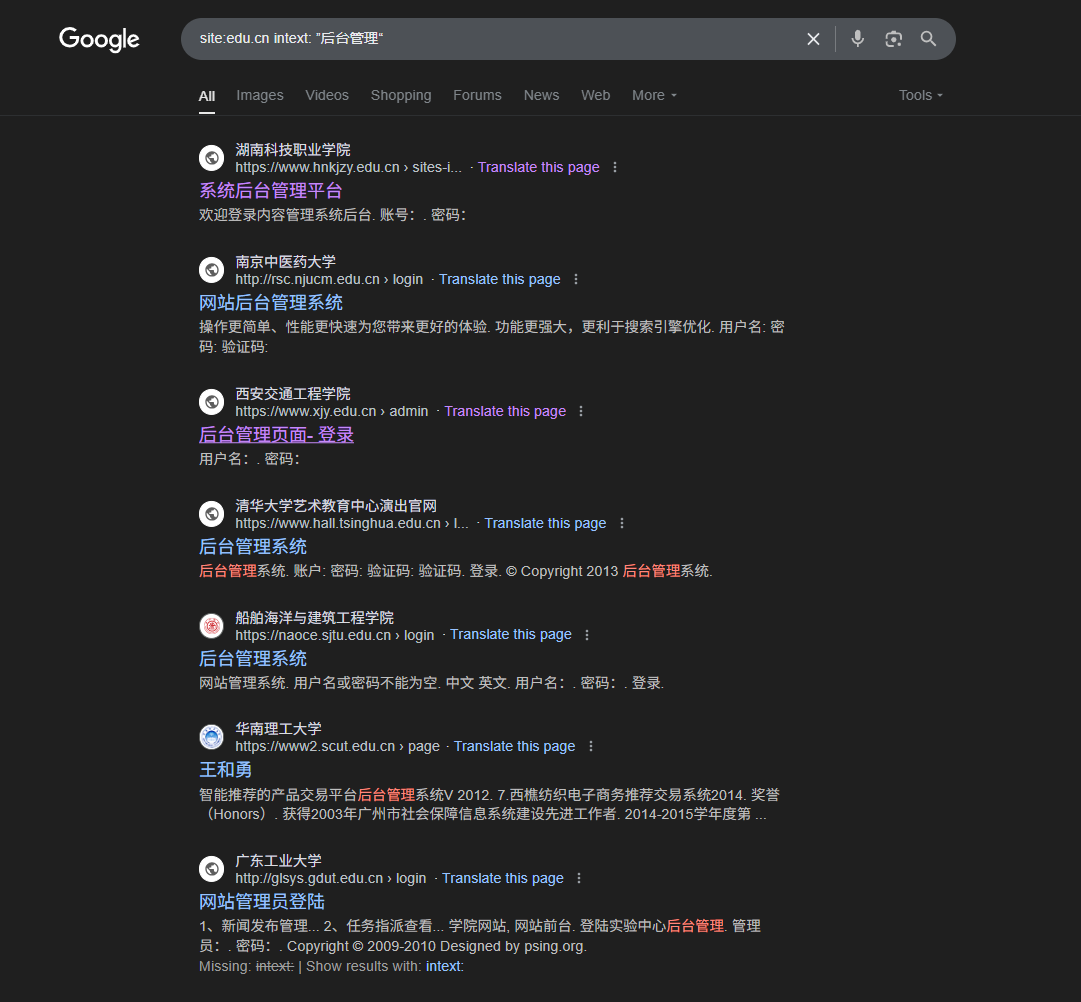 Google
site:edu.cn intext: ”后台管理“
All Images Videos Shopping Forums News Web More Tools
湖南科技职业学院
https://www.hnkjzy.edu.cn › sites-i... · Translate this page
系统后台管理平台
欢迎登录内容管理系统后台. 账号：. 密码：
南京中医药大学
http://rsc.njucm.edu.cn › login · Translate this page
网站后台管理系统
操作更简单、性能更快速为您带来更好的体验. 功能更强大，更利于搜索引擎优化. 用户名: 密
码: 验证码:
西安交通工程学院
https://www.xjy.edu.cn › admin · Translate this page
后台管理页面- 登录
用户名：. 密码：
清华大学艺术教育中心演出官网
https://www.hall.tsinghua.edu.cn › l... · Translate this page
后台管理系统
后台管理系统. 账户: 密码: 验证码: 验证码. 登录. © Copyright 2013 后台管理系统.
船舶海洋与建筑工程学院
https://naoce.sjtu.edu.cn › login · Translate this page
后台管理系统
网站管理系统. 用户名或密码不能为空. 中文 英文. 用户名：. 密码：. 登录.
华南理工大学
https://www2.scut.edu.cn › page · Translate this page
王和勇
智能推荐的产品交易平台后台管理系统V 2012. 7.西樵纺织电子商务推荐交易系统2014. 奖誉
（Honors）. 获得2003年广州市社会保障信息系统建设先进工作者. 2014-2015学年度第 ...
广东工业大学
http://glsys.gdut.edu.cn › login · Translate this page
网站管理员登陆
1、新闻发布管理... 2、任务指派查看... 学院网站, 网站前台. 登陆实验中心后台管理. 管理
员：. 密码：. Copyright © 2009-2010 Designed by psing.org.
Missing: intext: | Show results with: intext: